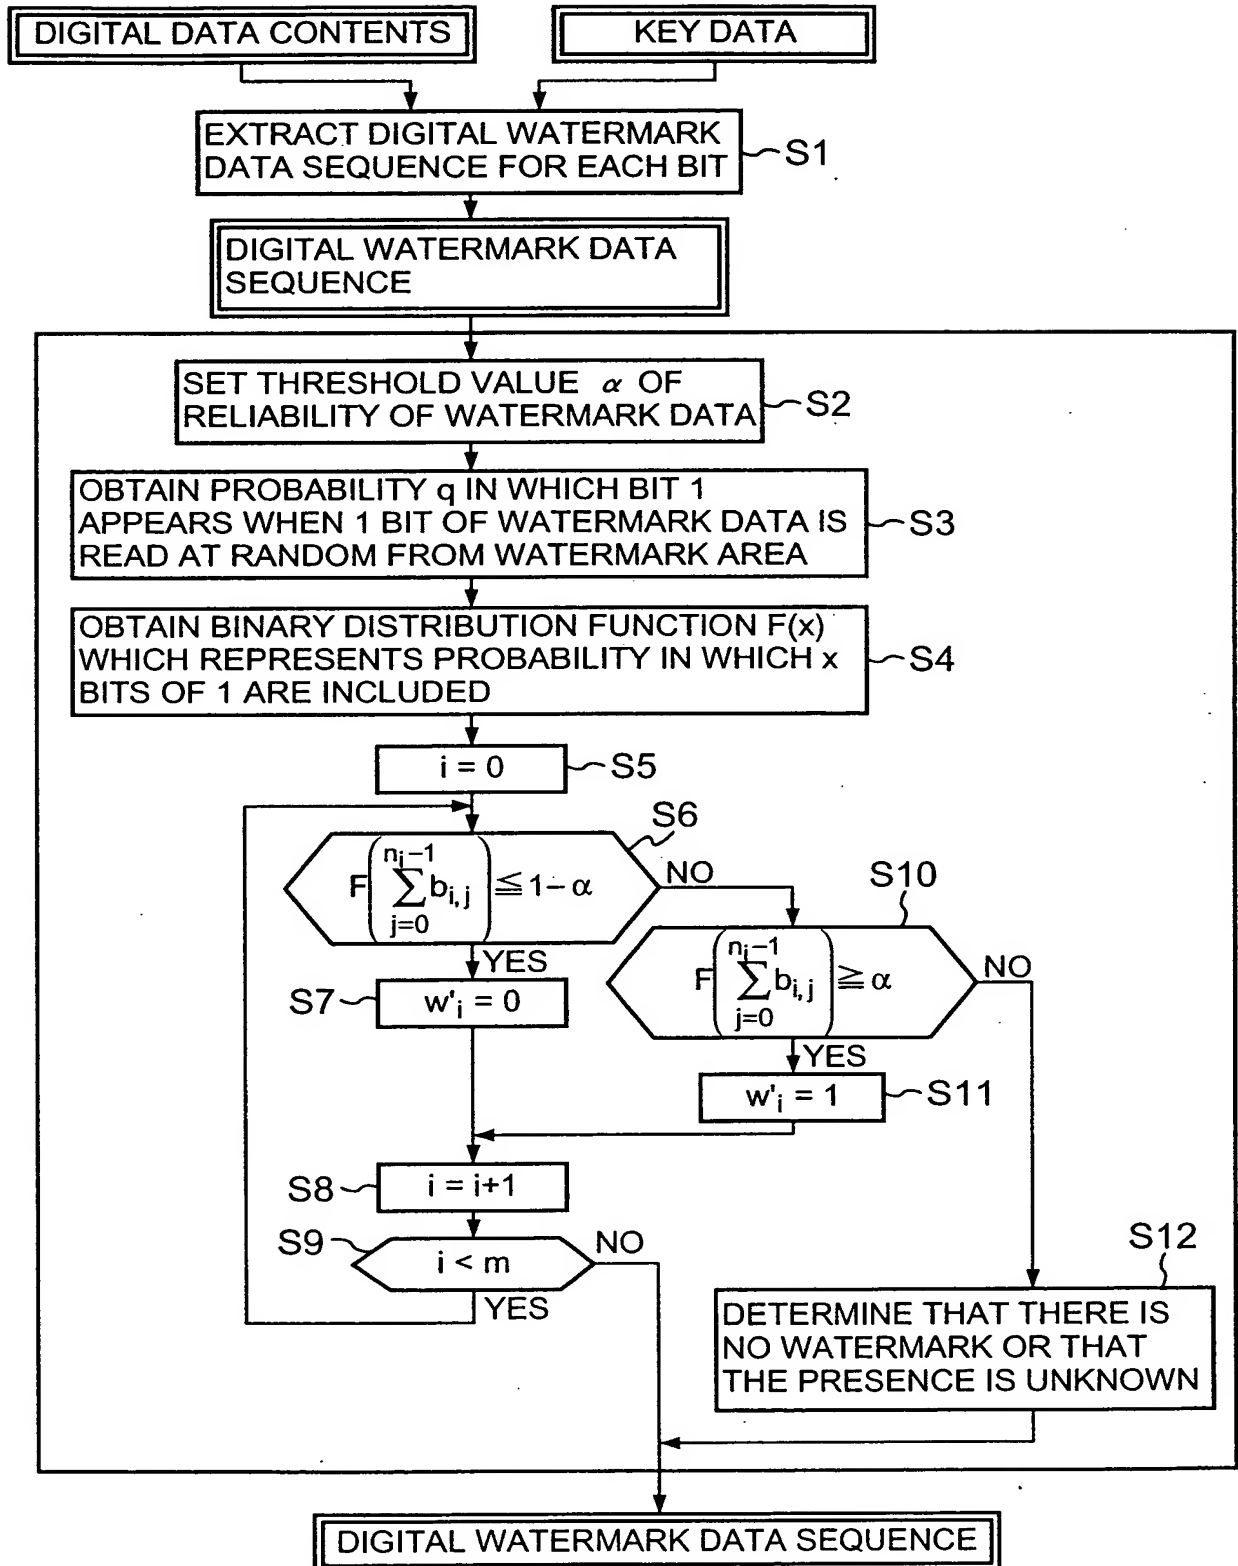 DIGITAL DATA CONTENTS
KEY DATA
EXTRACT DIGITAL WATERMARK
DATA SEQUENCE FOR EACH BIT
S1
DIGITAL WATERMARK DATA
SEQUENCE
SET THRESHOLD VALUE α OF
RELIABILITY OF WATERMARK DATA
S2
OBTAIN PROBABILITY q IN WHICH BIT 1
APPEARS WHEN 1 BIT OF WATERMARK DATA IS
READ AT RANDOM FROM WATERMARK AREA
S3
OBTAIN BINARY DISTRIBUTION FUNCTION F(x)
WHICH REPRESENTS PROBABILITY IN WHICH x
BITS OF 1 ARE INCLUDED
S4
i = 0
S5
S6
F(∑_{j=0}^{n_i-1} b_{i,j}) ≦ 1-α
NO
YES
S10
F(∑_{j=0}^{n_i-1} b_{i,j}) ≧ α
NO
YES
S7
w'_i = 0
w'_i = 1
S11
S8
i = i+1
S9
i < m
NO
YES
S12
DETERMINE THAT THERE IS
NO WATERMARK OR THAT
THE PRESENCE IS UNKNOWN
DIGITAL WATERMARK DATA SEQUENCE